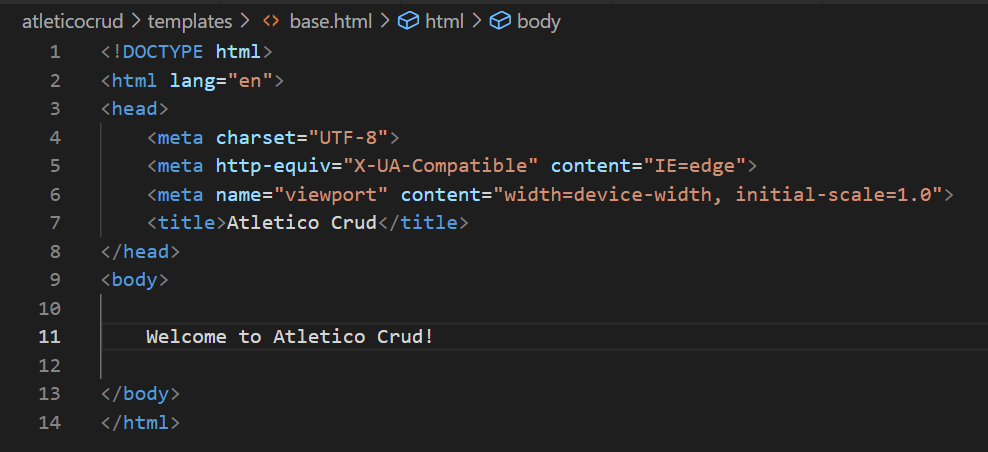 atleticocrud > templates > <> base.html > html > body
1 <!DOCTYPE html>
2 <html lang="en">
3 <head>
4     <meta charset="UTF-8">
5     <meta http-equiv="X-UA-Compatible" content="IE=edge">
6     <meta name="viewport" content="width=device-width, initial-scale=1.0">
7     <title>Atletico Crud</title>
8 </head>
9 <body>
10
11     Welcome to Atletico Crud!
12
13 </body>
14 </html>